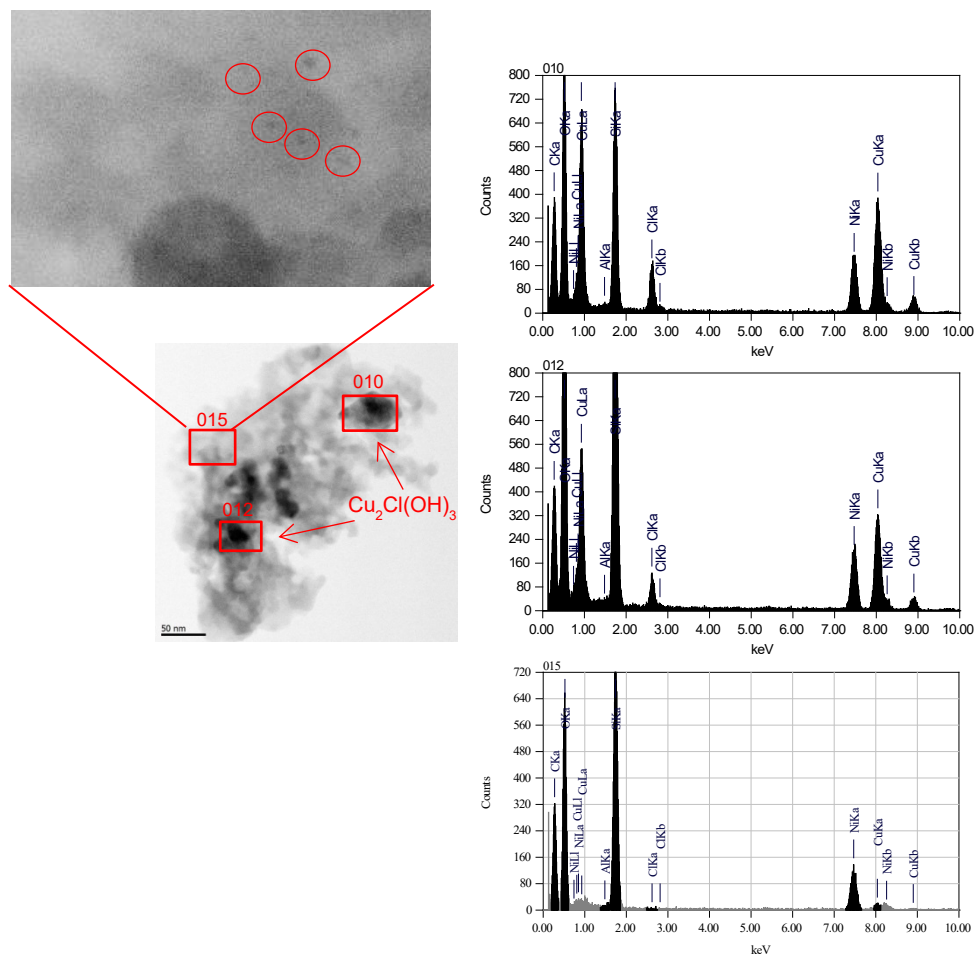 015
010
012
Cu2Cl(OH)3
50 nm
010
800
720
640
560
480
400
320
240
160
80
0
Counts
CKa
OKa
NiLl
NiLa
CuLl
CuLa
AlKa
SiKa
ClKa
ClKb
NiKa
CuKa
NiKb
CuKb
0.00 1.00 2.00 3.00 4.00 5.00 6.00 7.00 8.00 9.00 10.00
keV
012
800
720
640
560
480
400
320
240
160
80
0
Counts
CKa
OKa
NiLl
NiLa
CuLl
CuLa
AlKa
SiKa
ClKa
ClKb
NiKa
CuKa
NiKb
CuKb
0.00 1.00 2.00 3.00 4.00 5.00 6.00 7.00 8.00 9.00 10.00
keV
015
720
640
560
480
400
320
240
160
80
0
Counts
CKa
OKa
NiLl
NiLa
CuLl
CuLa
AlKa
SiKa
ClKa
ClKb
NiKa
CuKa
NiKb
CuKb
0.00 1.00 2.00 3.00 4.00 5.00 6.00 7.00 8.00 9.00 10.00
keV